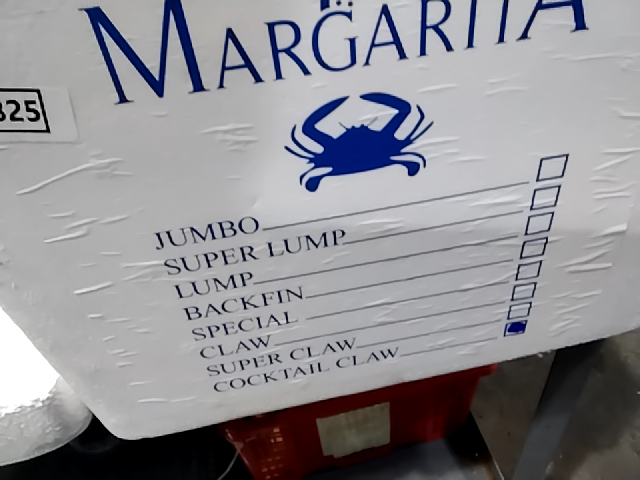 MARGARITA
325
JUMBO
SUPER LUMP
LUMP
BACKFIN
SPECIAL
CLAW
SUPER CLAW
COCKTAIL CLAW